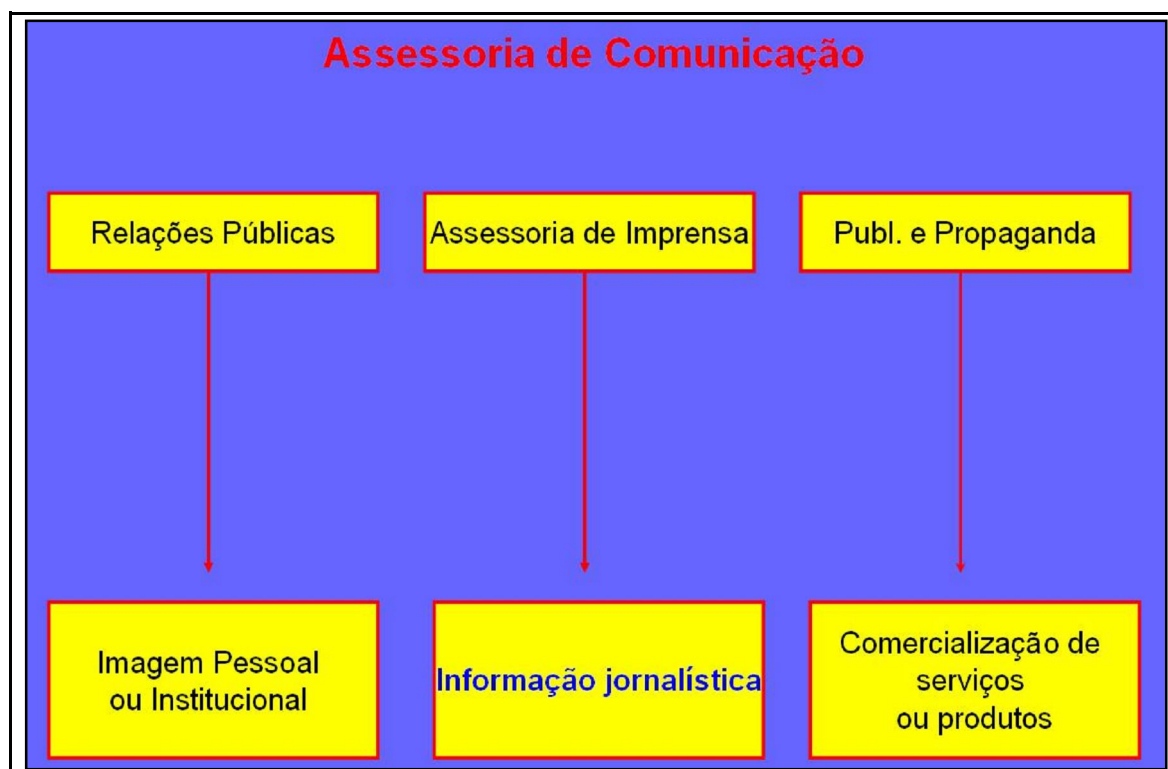 Assessoria de Comunicação
Relações Públicas
Assessoria de Imprensa
Publ. e Propaganda
Imagem Pessoal
ou Institucional
Informação jornalística
Comercialização de
serviços
ou produtos